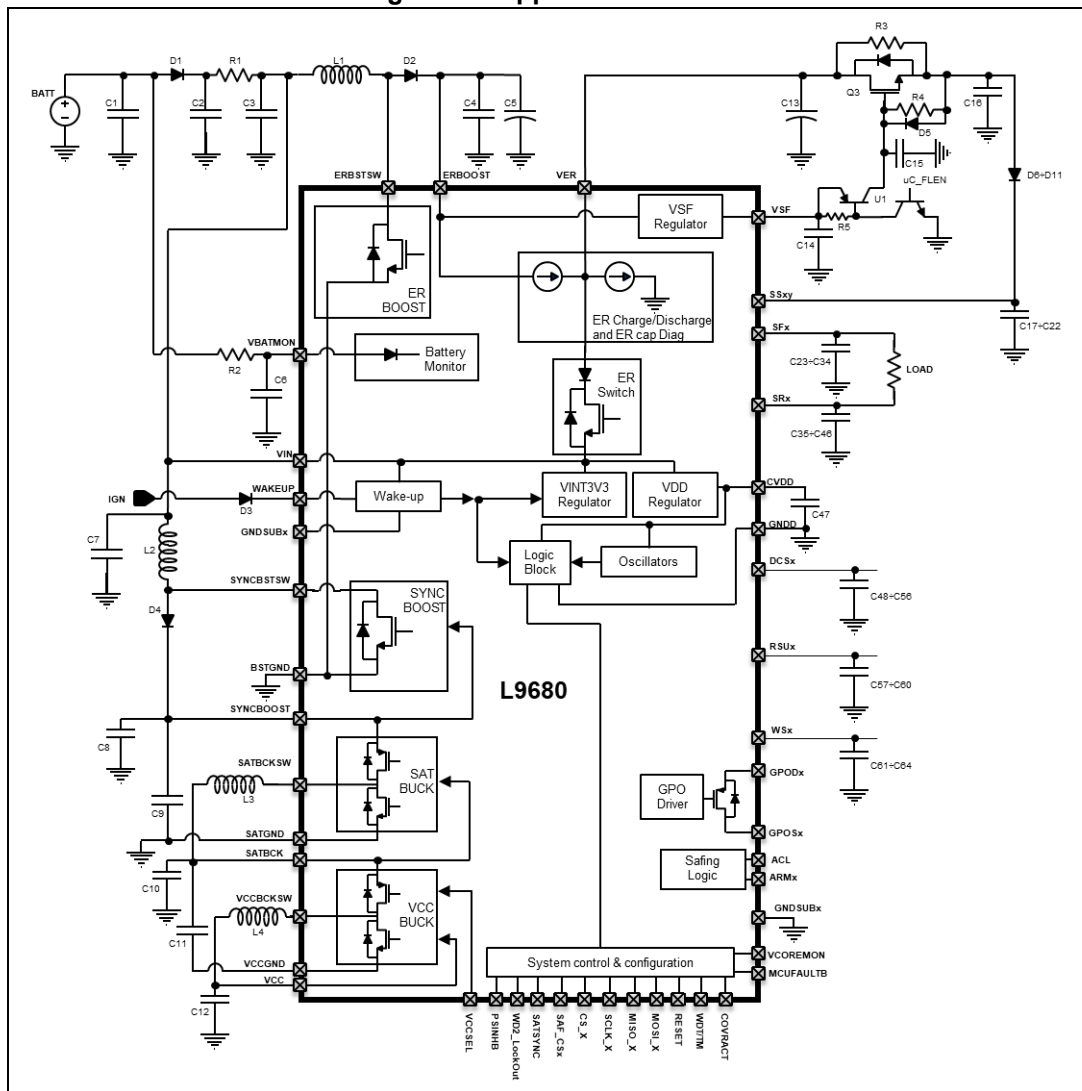 BATT
D1
R1
L1
D2
C1
C2
C3
C4
C5
R3
Q3
R4
D5
C13
C16
C15
uC_FLEN
D6÷D11
U1
R5
C14
ERBSTSW
ERBOOST
VER
VSF
Regulator
VSF
ER
BOOST
ER Charge/Discharge
and ER cap Diag
SSxy
C17÷C22
SFx
C23÷C34
LOAD
SRx
C35÷C46
VBATMON
R2
C6
Battery
Monitor
ER
Switch
VIN
IGN
WAKEUP
D3
Wake-up
VINT3V3
Regulator
VDD
Regulator
CVDD
C47
GNDD
GNDSUBx
C7
L2
Logic
Block
Oscillators
DCSx
C48÷C56
SYNCBSTSW
D4
SYNC
BOOST
BSTGND
RSUx
C57÷C60
L9680
SYNCBOOST
C8
WSx
C61÷C64
SATBCKSW
L3
SAT
BUCK
C9
GPO
Driver
GPODx
GPOSx
SATGND
SATBCK
C10
Safing
Logic
ACL
ARMx
VCCBCKSW
L4
VCC
BUCK
C11
GNDSUBx
VCCGND
VCC
C12
System control & configuration
VCOREMON
MCUFAULTB
VCCSEL
PSINHB
WD2_LockOut
SATSYNC
SAF_CSx
CS_X
SCLK_X
MISO_X
MOSI_X
RESET
WDT/TM
COVRACT